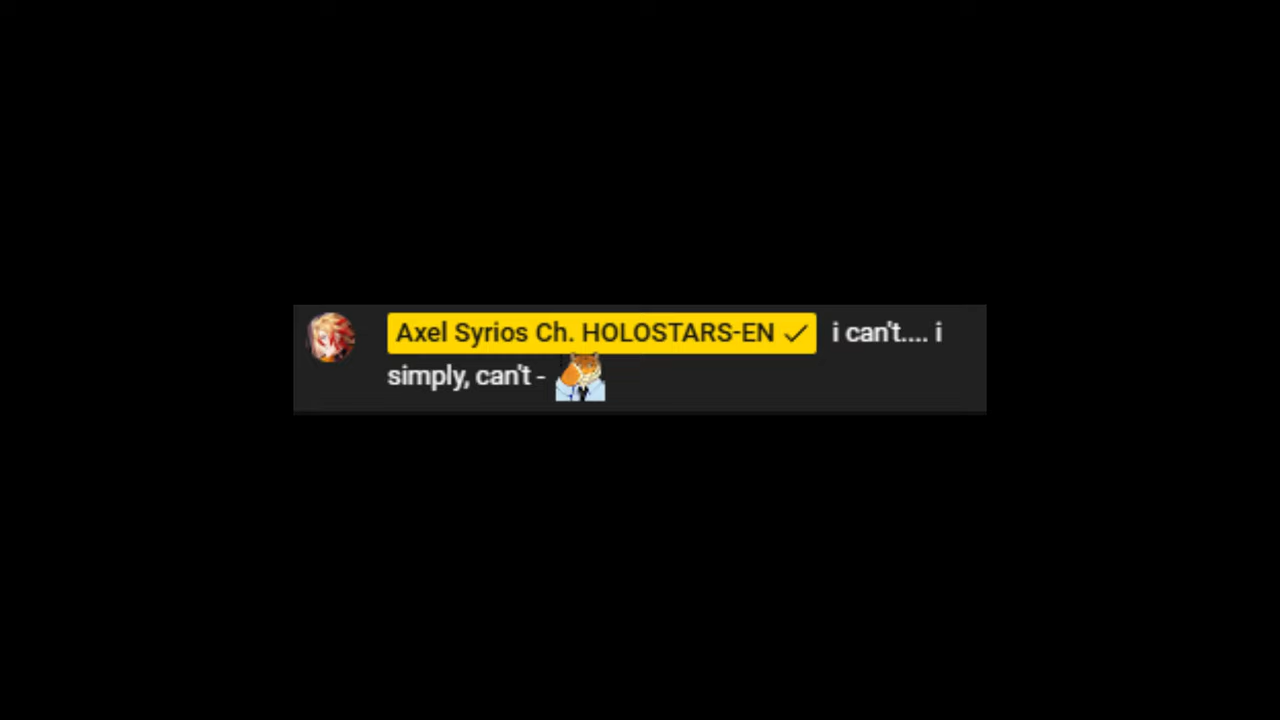 Axel Syrios Ch. HOLOSTARS-EN ✓ i can't.... i
simply, can't -